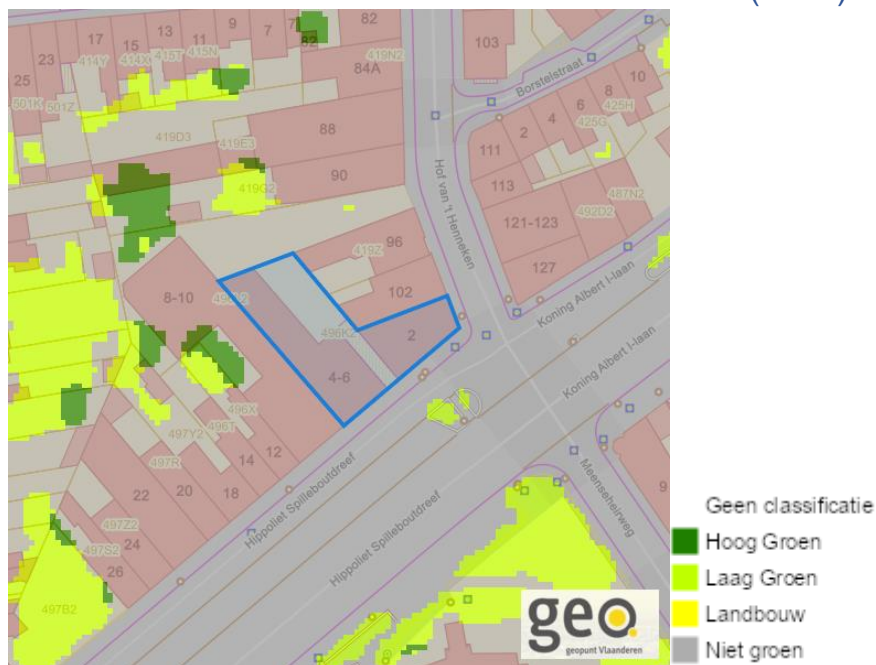 17
15
13
11
9
7
82
82
23
25
414Y
414X
415T
415N
419N2
84A
103
Borstelstraat
10
8
6
4
2
425H
425G
501K
501Z
419D3
419E3
88
90
419G2
111
113
121-123
127
487N2
492D2
Hof van 't Henneken
96
419Z
102
8-10
496K2
2
4-6
Koning Albert I-laan
Koning Albert I-laan
496X
496T
497Y2
497R
12
14
18
20
22
24
26
497Z2
497S2
497B2
Hippoliet Spilleboutdreef
Hippoliet Spilleboutdreef
Meenseheirweg
9
geo
geopunt Vlaanderen
Geen classificatie
Hoog Groen
Laag Groen
Landbouw
Niet groen